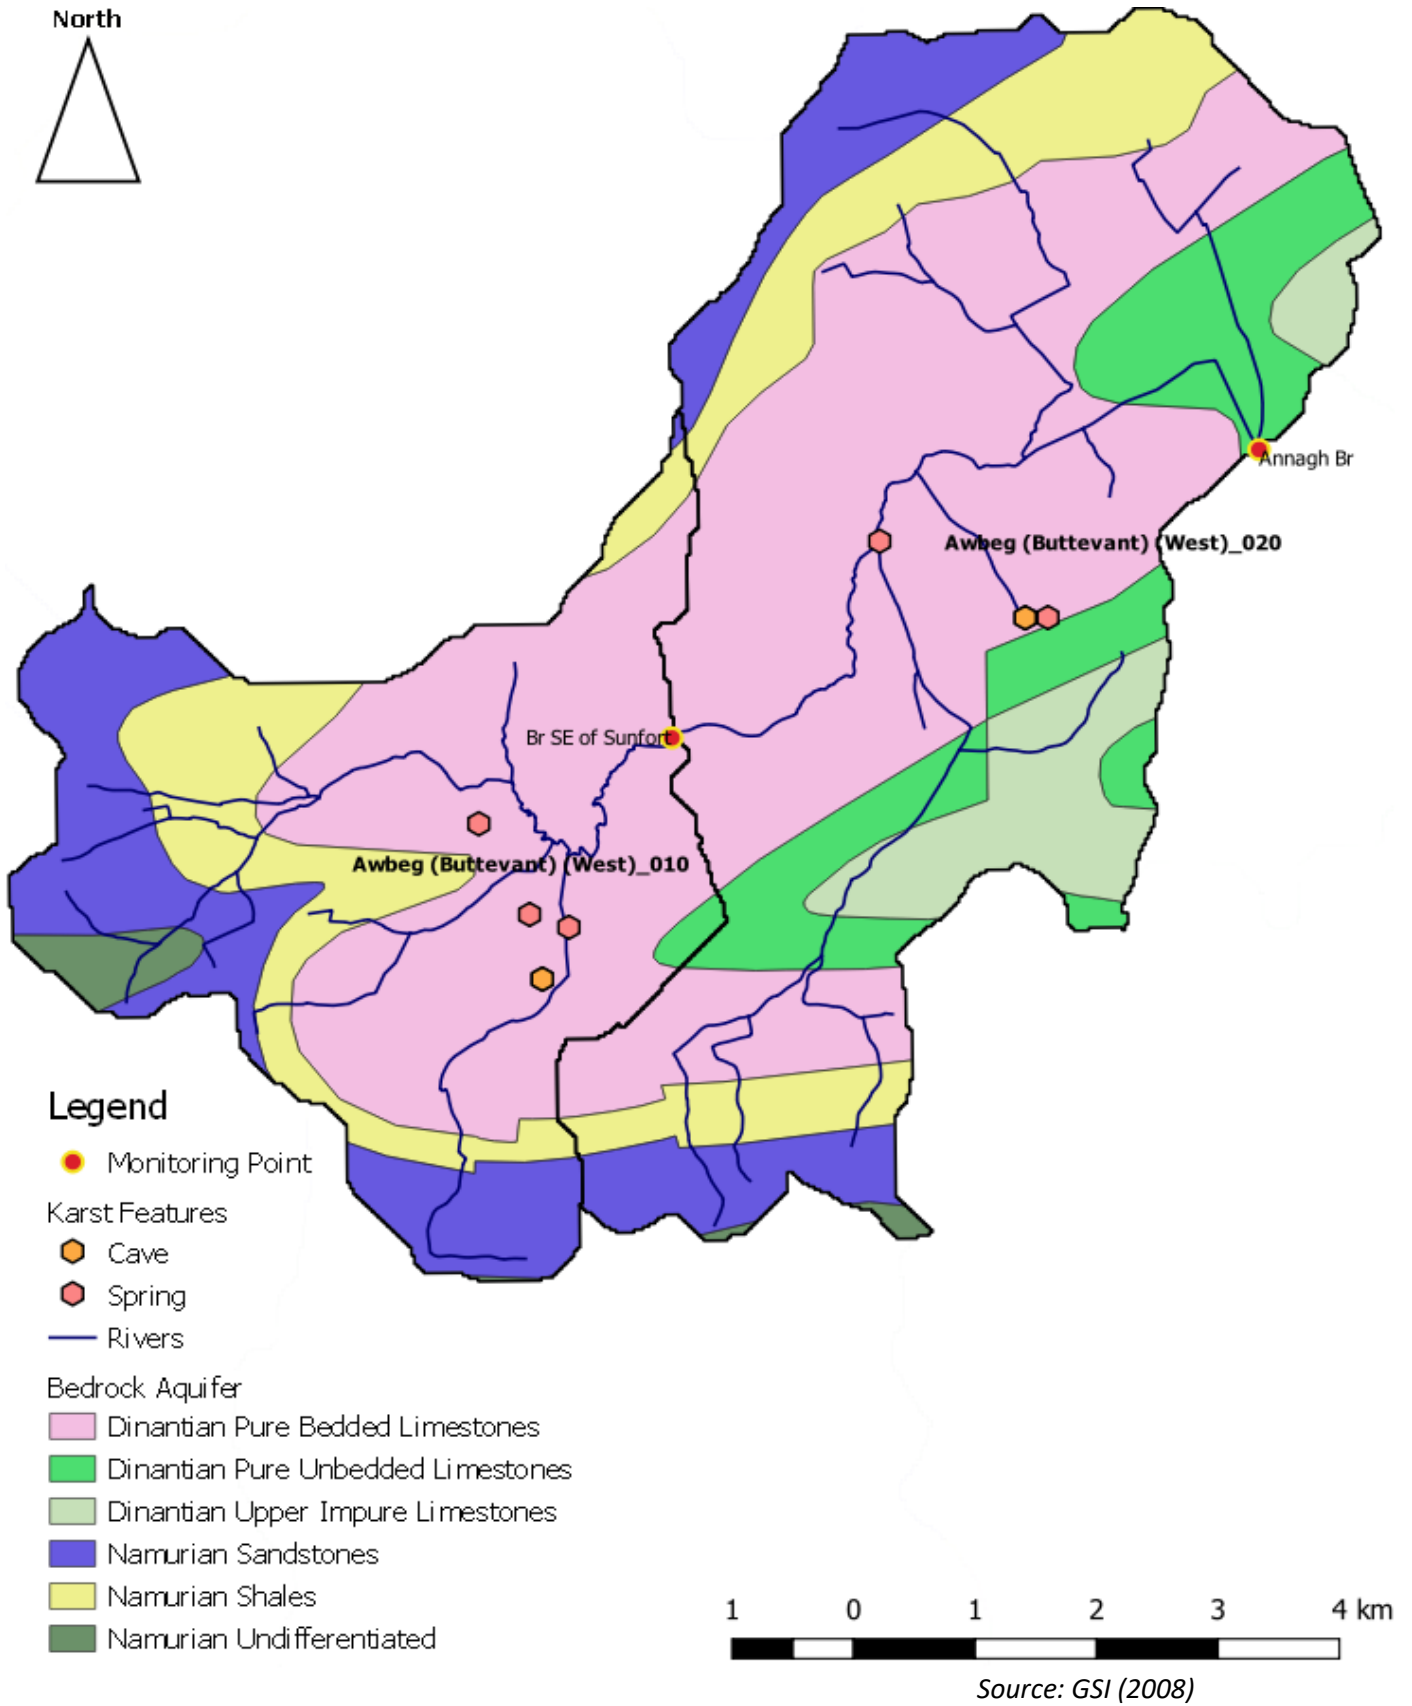 North
Annagh Br
Awbeg (Buttevant) (West)_020
Br SE of Sunfort
Awbeg (Buttevant) (West)_010
Legend
Monitoring Point
Karst Features
Cave
Spring
Rivers
Bedrock Aquifer
Dinantian Pure Bedded Limestones
Dinantian Pure Unbedded Limestones
Dinantian Upper Impure Limestones
Namurian Sandstones
Namurian Shales
Namurian Undifferentiated
1 0 1 2 3 4 km
Source: GSI (2008)